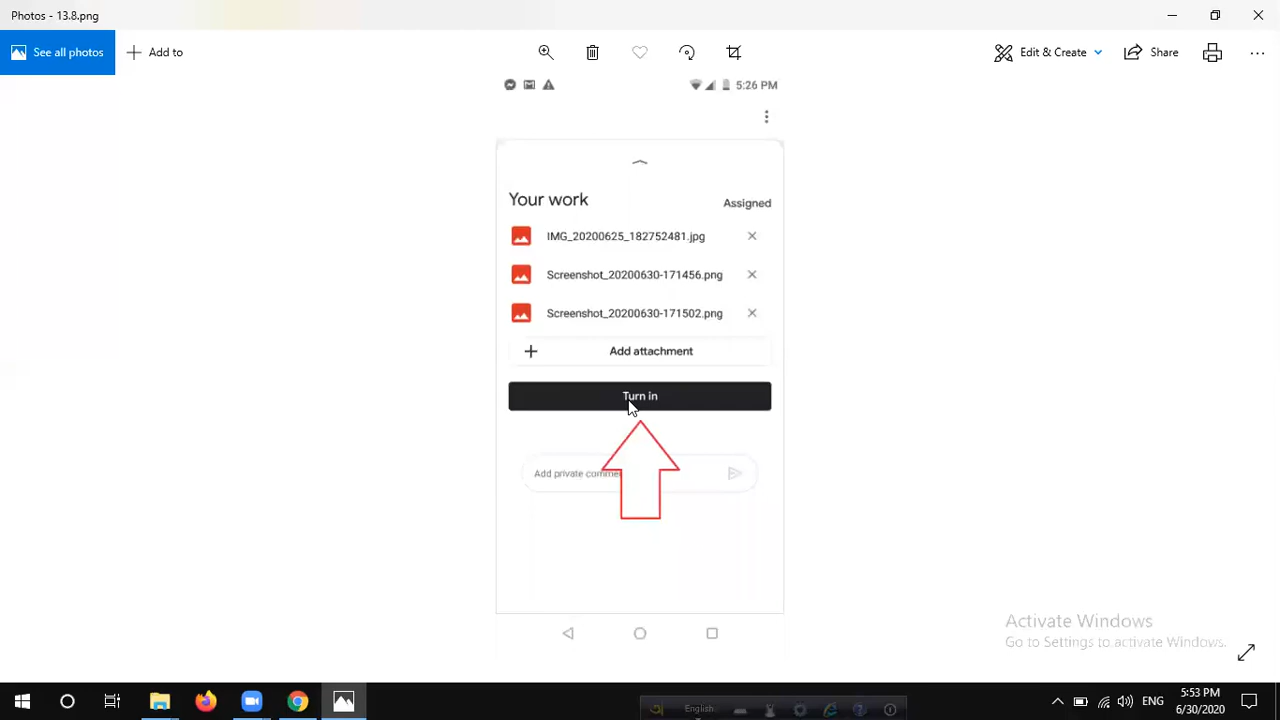 Photos - 13.8.png
See all photos
Add to
Edit & Create
Share
5:26 PM
Your work
Assigned
IMG_20200625_182752481.jpg
Screenshot_20200630-171456.png
Screenshot_20200630-171502.png
Add attachment
Turn in
Add private comme
Activate Windows
Go to Settings to activate Windows.
English
ENG
5:53 PM
6/30/2020